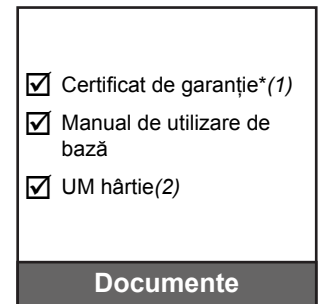 Certificat de garanție*(1)
Manual de utilizare de
bază
UM hârtie(2)
Documente